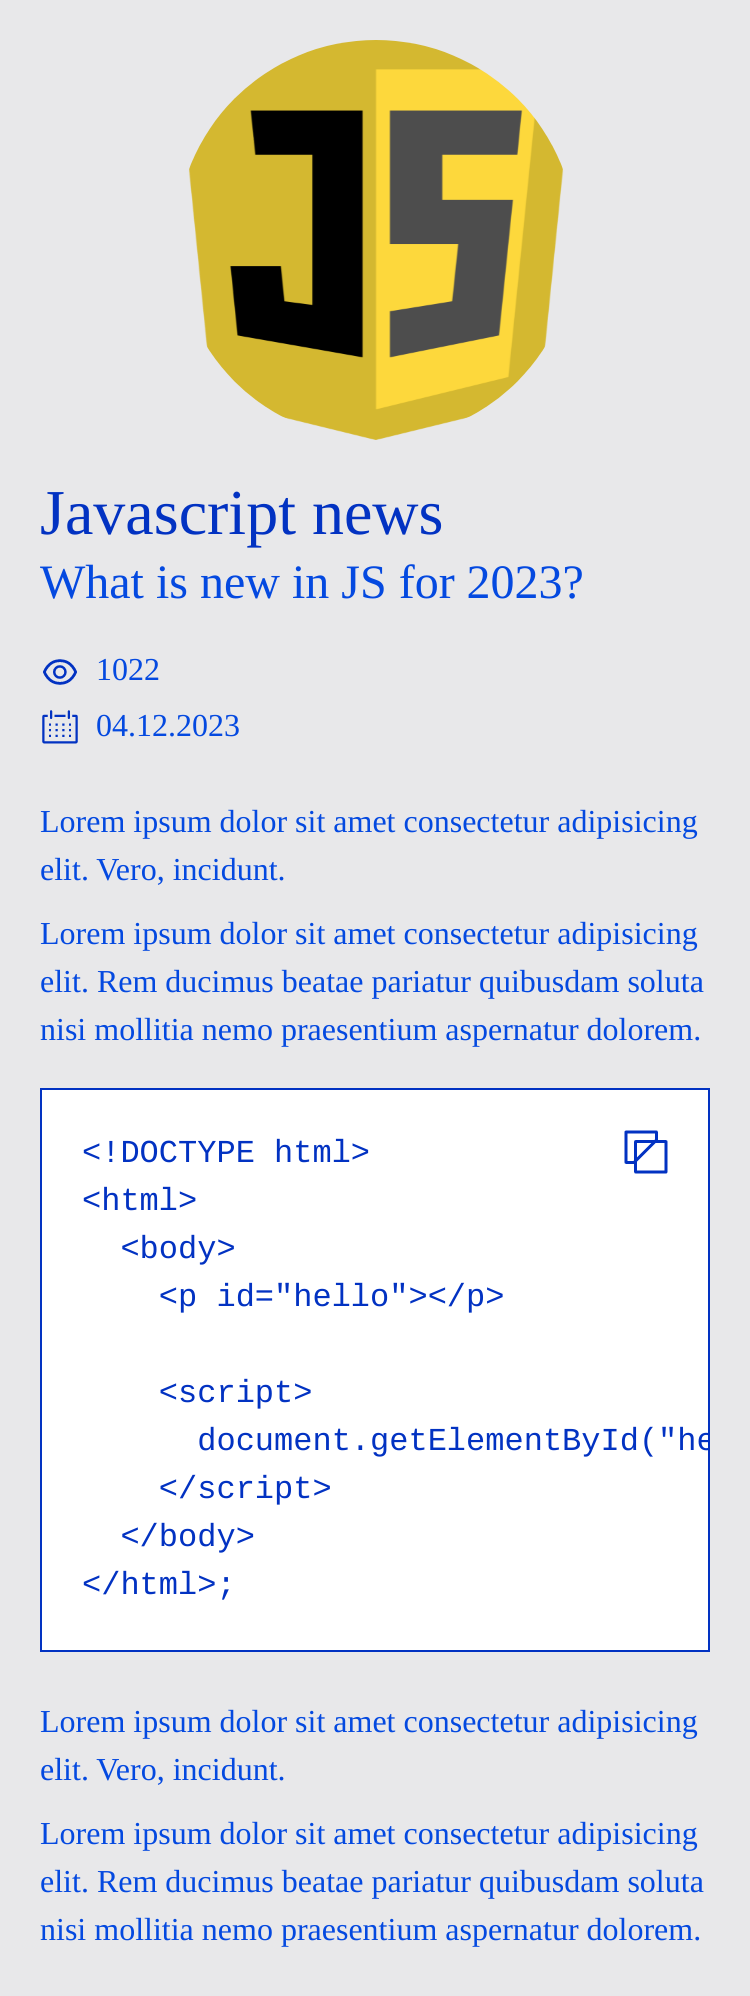 JS
Javascript news
What is new in JS for 2023?
1022
04.12.2023
Lorem ipsum dolor sit amet consectetur adipisicing
elit. Vero, incidunt.
Lorem ipsum dolor sit amet consectetur adipisicing
elit. Rem ducimus beatae pariatur quibusdam soluta
nisi mollitia nemo praesentium aspernatur dolorem.
<!DOCTYPE html>
<html>
  <body>
    <p id="hello"></p>

    <script>
      document.getElementById("he
    </script>
  </body>
</html>;
Lorem ipsum dolor sit amet consectetur adipisicing
elit. Vero, incidunt.
Lorem ipsum dolor sit amet consectetur adipisicing
elit. Rem ducimus beatae pariatur quibusdam soluta
nisi mollitia nemo praesentium aspernatur dolorem.